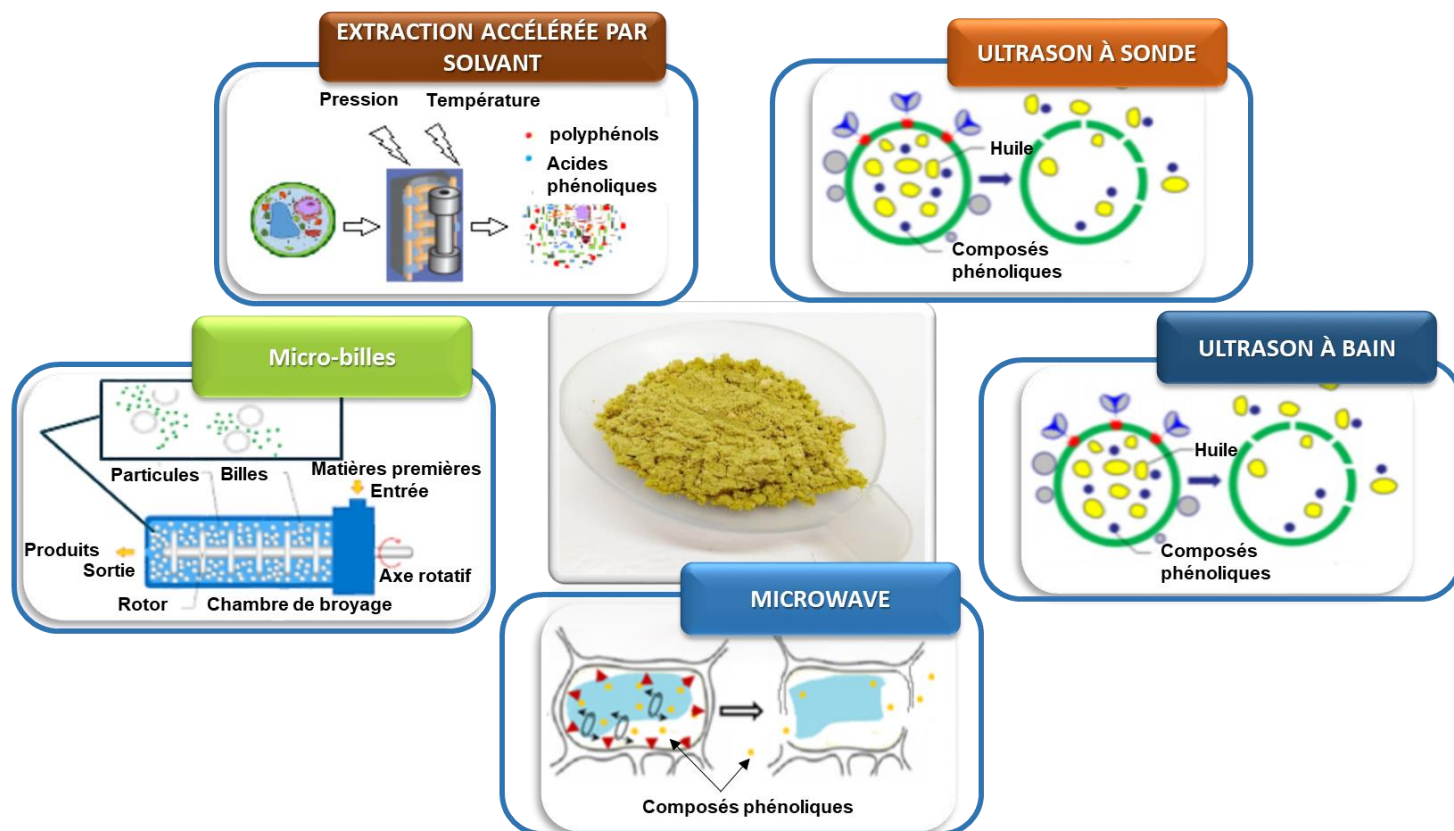 EXTRACTION ACCÉLÉRÉE PAR
SOLVANT
Pression
Température
polyphénols
Acides
phénoliques
ULTRASON À SONDE
Huile
Composés
phénoliques
Micro-billes
Particules
Billes
Matières premières
Entrée
Produits
Sortie
Axe rotatif
Rotor
Chambre de broyage
ULTRASON À BAIN
Huile
Composés
phénoliques
MICROWAVE
Composés phénoliques